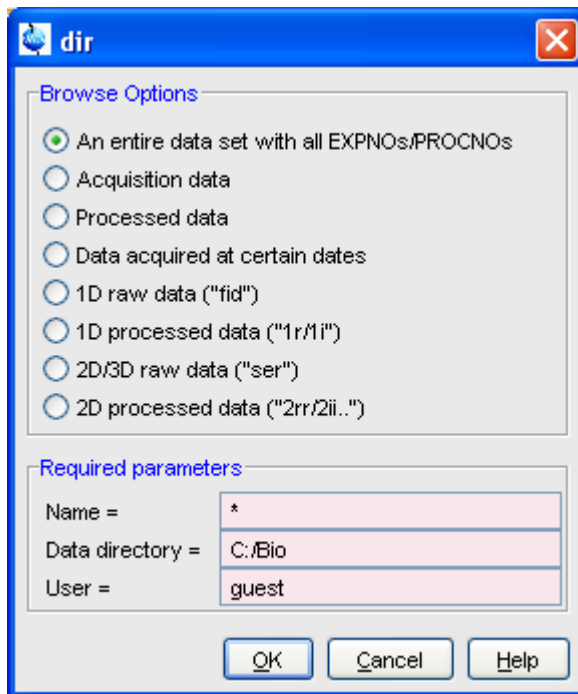 dir
Browse Options
An entire data set with all EXPNOs/PROCNOs
Acquisition data
Processed data
Data acquired at certain dates
1D raw data ("fid")
1D processed data ("1r/1i")
2D/3D raw data ("ser")
2D processed data ("2rr/2ii..")
Required parameters
Name = *
Data directory = C:/Bio
User = guest
OK Cancel Help